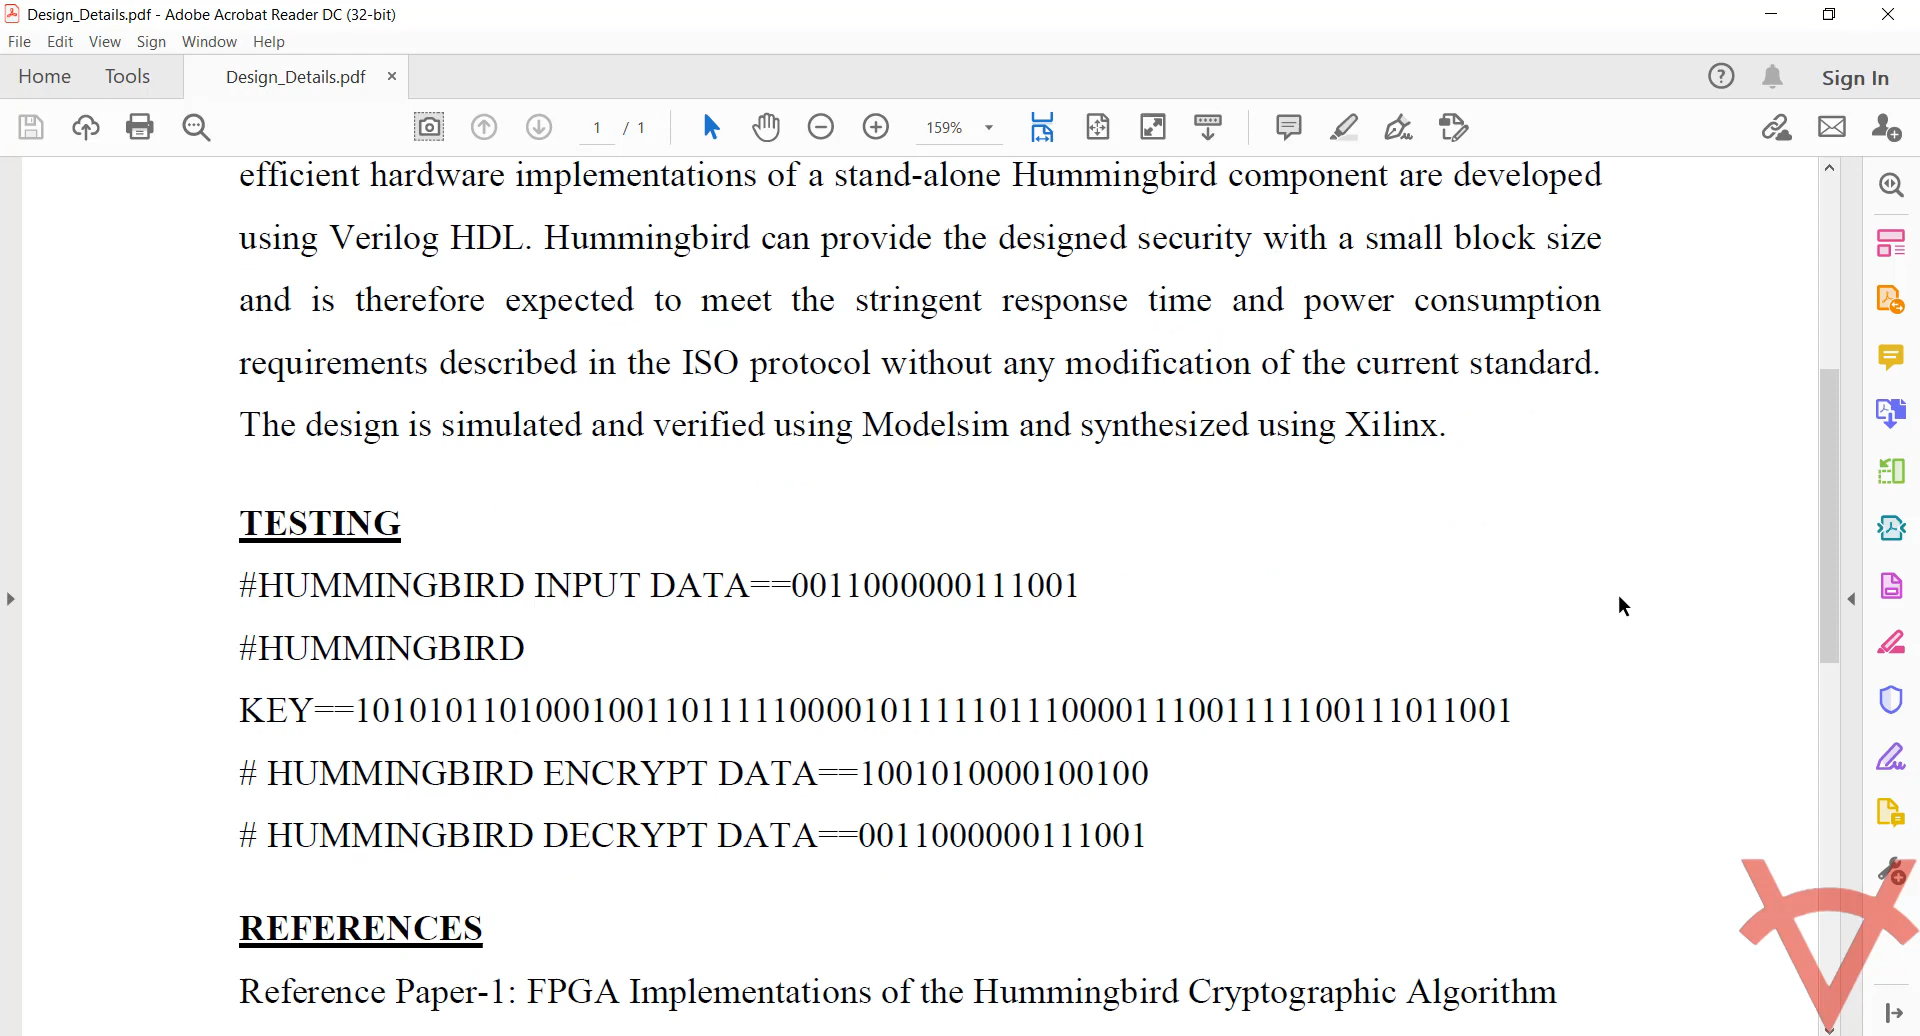 Design_Details.pdf - Adobe Acrobat Reader DC (32-bit)
File Edit View Sign Window Help
Home Tools Design_Details.pdf × Sign In
1 / 1 159%
efficient hardware implementations of a stand-alone Hummingbird component are developed
using Verilog HDL. Hummingbird can provide the designed security with a small block size
and is therefore expected to meet the stringent response time and power consumption
requirements described in the ISO protocol without any modification of the current standard.
The design is simulated and verified using Modelsim and synthesized using Xilinx.
TESTING
#HUMMINGBIRD INPUT DATA==0011000000111001
#HUMMINGBIRD
KEY==1010101101000100110111111000010111111011100001110011111100111011001
# HUMMINGBIRD ENCRYPT DATA==1001010000100100
# HUMMINGBIRD DECRYPT DATA==0011000000111001
REFERENCES
Reference Paper-1: FPGA Implementations of the Hummingbird Cryptographic Algorithm